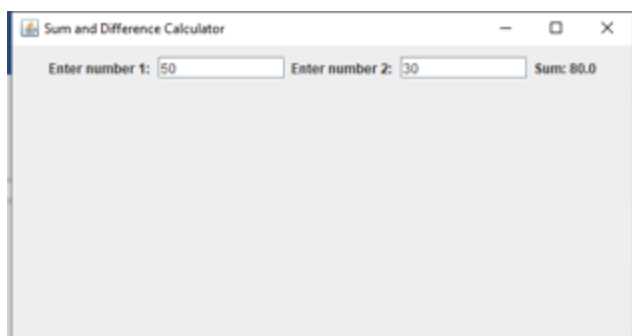 Sum and Difference Calculator
Enter number 1: 50 Enter number 2: 30 Sum: 80.0